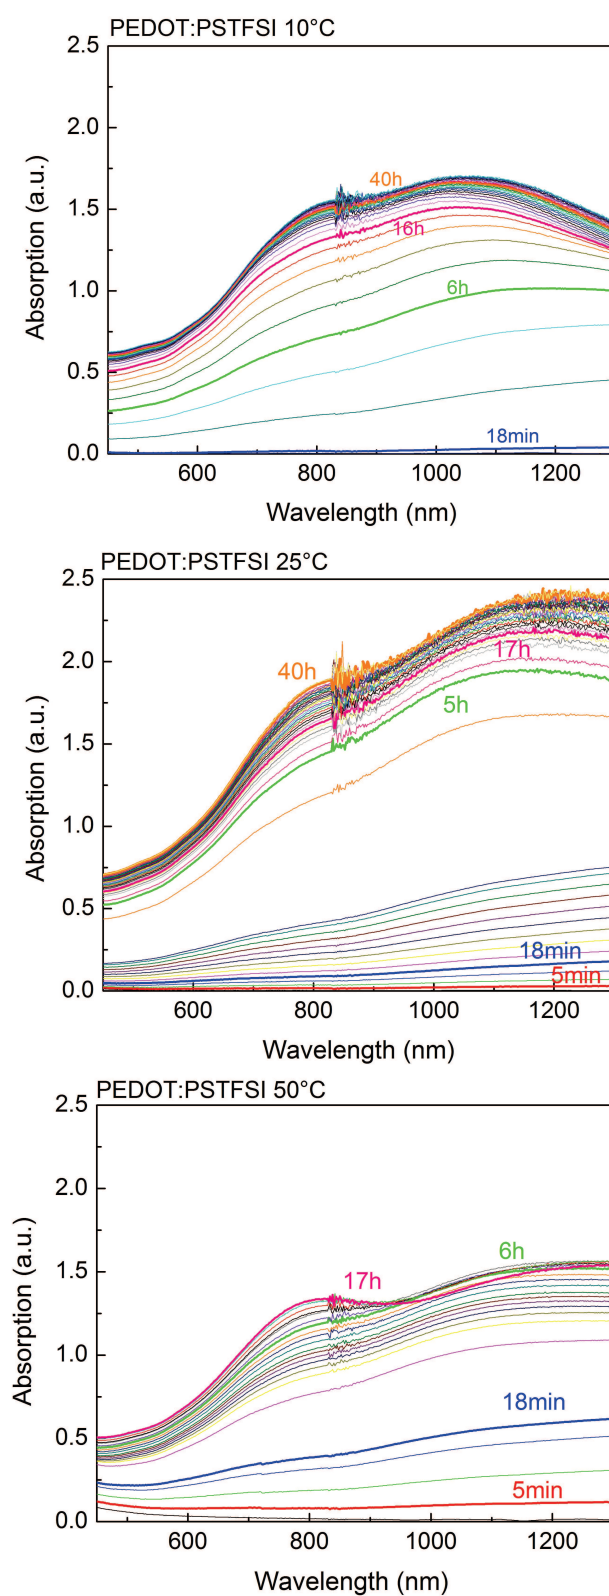 PEDOT:PSTFSI 10°C
2.5
2.0
1.5
1.0
0.5
0.0
Absorption (a.u.)
40h
16h
6h
18min
600 800 1000 1200
Wavelength (nm)
PEDOT:PSTFSI 25°C
2.5
2.0
1.5
1.0
0.5
0.0
Absorption (a.u.)
40h
17h
5h
18min
5min
600 800 1000 1200
Wavelength (nm)
PEDOT:PSTFSI 50°C
2.5
2.0
1.5
1.0
0.5
0.0
Absorption (a.u.)
6h
17h
18min
5min
600 800 1000 1200
Wavelength (nm)